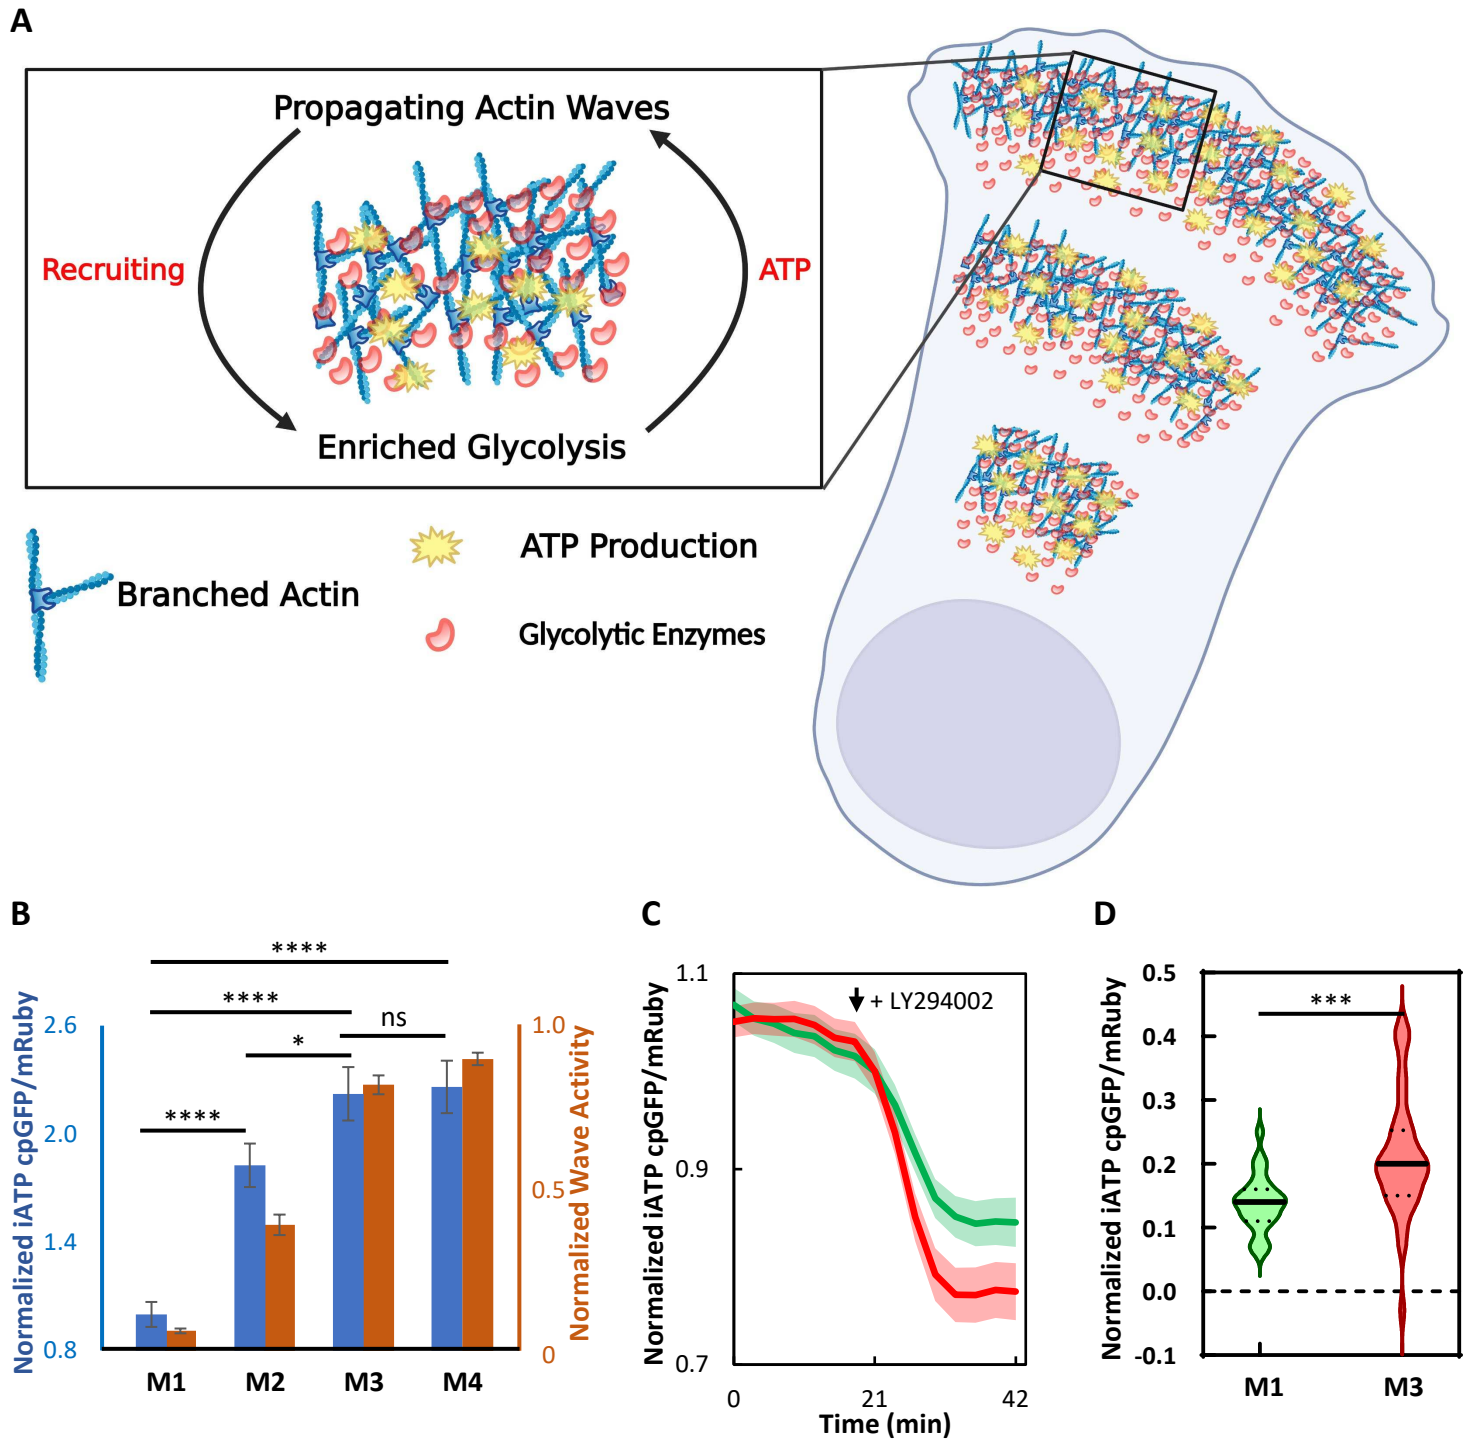 A
Propagating Actin Waves
Recruiting
ATP
Enriched Glycolysis
Branched Actin
ATP Production
Glycolytic Enzymes
B
Normalized iATP cpGFP/mRuby
2.6
2.0
1.4
0.8
****
****
ns
*
****
1.0
0.5
0
Normalized Wave Activity
M1
M2
M3
M4
C
Normalized iATP cpGFP/mRuby
1.1
0.9
0.7
+ LY294002
0
21
42
Time (min)
D
Normalized iATP cpGFP/mRuby
0.5
0.4
0.3
0.2
0.1
0.0
-0.1
***
M1
M3